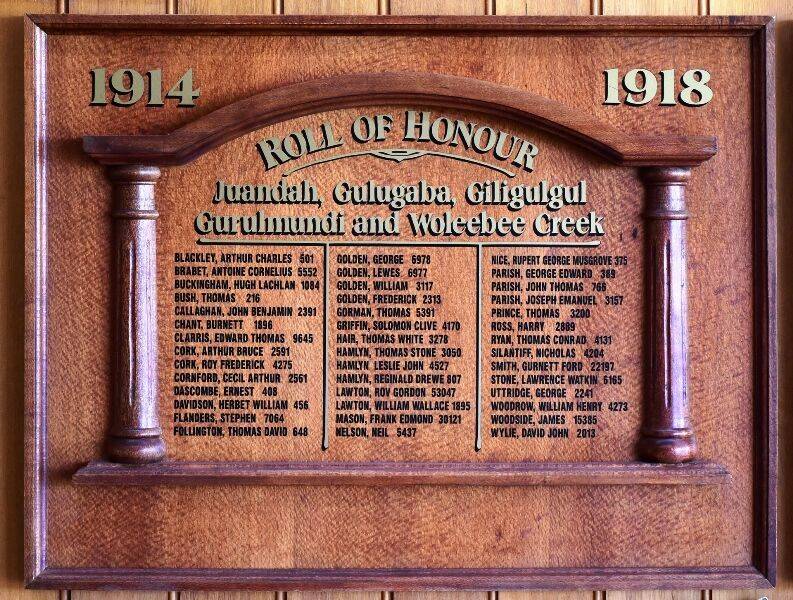 1914 1918
ROLL OF HONOUR
Juandah, Gulugaba, Giligulgul
Gurulmundi and Woleebee Creek
BLACKLEY, ARTHUR CHARLES 501
BRABET, ANTOINE CORNELIUS 5552
BUCKINGHAM, HUGH LACHLAN 1084
BUSH, THOMAS 216
CALLAGHAN, JOHN BENJAMIN 2391
CHANT, BURNETT 1896
CLARRIS, EDWARD THOMAS 9645
CORK, ARTHUR BRUCE 2591
CORK, ROY FREDERICK 4275
CORNFORD, CECIL ARTHUR 2561
DASCOMBE, ERNEST 408
DAVIDSON, HERBET WILLIAM 456
FLANDERS, STEPHEN 7064
FOLLINGTON, THOMAS DAVID 648
GOLDEN, GEORGE 6978
GOLDEN, LEWES 6977
GOLDEN, WILLIAM 3117
GOLDEN, FREDERICK 2313
GORMAN, THOMAS 5391
GRIFFIN, SOLOMON CLIVE 4170
HAIR, THOMAS WHITE 3278
HAMLYN, THOMAS STONE 3050
HAMLYN, LESLIE JOHN 4527
HAMLYN, REGINALD DREWE 807
LAWTON, ROY GORDON 53047
LAWTON, WILLIAM WALLACE 1895
MASON, FRANK EDMOND 30121
NELSON, NEIL 5437
NICE, RUPERT GEORGE MUSGROVE 375
PARISH, GEORGE EDWARD 389
PARISH, JOHN THOMAS 766
PARISH, JOSEPH EMANUEL 3157
PRINCE, THOMAS 3200
ROSS, HARRY 2889
RYAN, THOMAS CONRAD 4131
SILANTIFF, NICHOLAS 4204
SMITH, GURNETT FORD 22197
STONE, LAWRENCE WATKIN 6165
UTTRIDGE, GEORGE 2241
WOODROW, WILLIAM HENRY 4273
WOODSIDE, JAMES 15385
WYLIE, DAVID JOHN 2013